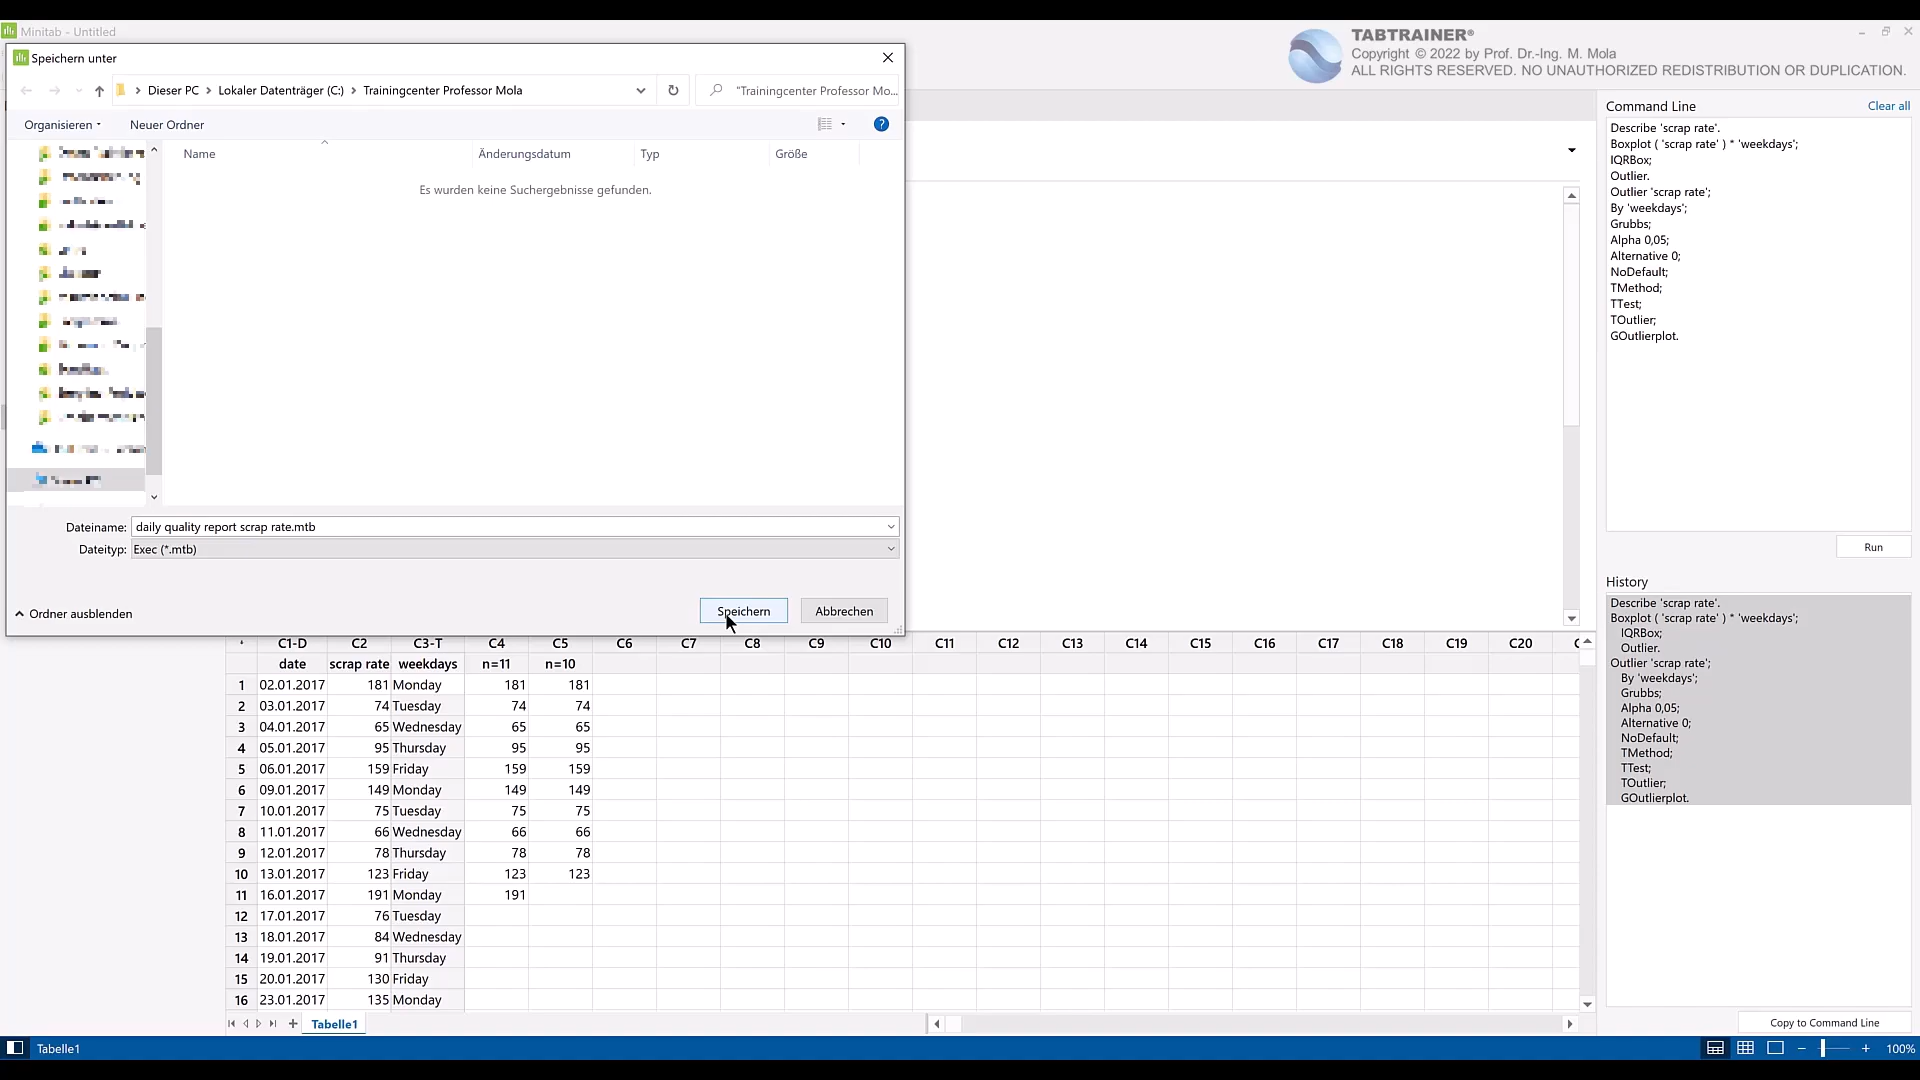 Minitab - Untitled
TABTRAINER®
Copyright © 2022 by Prof. Dr.-Ing. M. Mola
ALL RIGHTS RESERVED. NO UNAUTHORIZED REDISTRIBUTION OR DUPLICATION.
Speichern unter
Dieser PC Lokaler Datenträger (C:) Trainingcenter Professor Mola
"Trainingcenter Professor Mo...
Organisieren Neuer Ordner
Name Änderungsdatum Typ Größe
Es wurden keine Suchergebnisse gefunden.
Dateiname: daily quality report scrap rate.mtb
Dateityp: Exec (*.mtb)
Ordner ausblenden
Speichern Abbrechen
Command Line Clear all
Describe 'scrap rate'.
Boxplot ( 'scrap rate' ) * 'weekdays';
IQRBox;
Outlier.
Outlier 'scrap rate';
By 'weekdays';
Grubbs;
Alpha 0,05;
Alternative 0;
NoDefault;
TMethod;
TTest;
TOutlier;
GOutlierplot.
Run
History
Describe 'scrap rate'.
Boxplot ( 'scrap rate' ) * 'weekdays';
IQRBox;
Outlier.
Outlier 'scrap rate';
By 'weekdays';
Grubbs;
Alpha 0,05;
Alternative 0;
NoDefault;
TMethod;
TTest;
TOutlier;
GOutlierplot.
Copy to Command Line
C1-D C2 C3-T C4 C5 C6 C7 C8 C9 C10 C11 C12 C13 C14 C15 C16 C17 C18 C19 C20
date scrap rate weekdays n=11 n=10
1 02.01.2017 181 Monday 181 181
2 03.01.2017 74 Tuesday 74 74
3 04.01.2017 65 Wednesday 65 65
4 05.01.2017 95 Thursday 95 95
5 06.01.2017 159 Friday 159 159
6 09.01.2017 149 Monday 149 149
7 10.01.2017 75 Tuesday 75 75
8 11.01.2017 66 Wednesday 66 66
9 12.01.2017 78 Thursday 78 78
10 13.01.2017 123 Friday 123 123
11 16.01.2017 191 Monday 191
12 17.01.2017 76 Tuesday
13 18.01.2017 84 Wednesday
14 19.01.2017 91 Thursday
15 20.01.2017 130 Friday
16 23.01.2017 135 Monday
Tabelle1
Tabelle1
100%